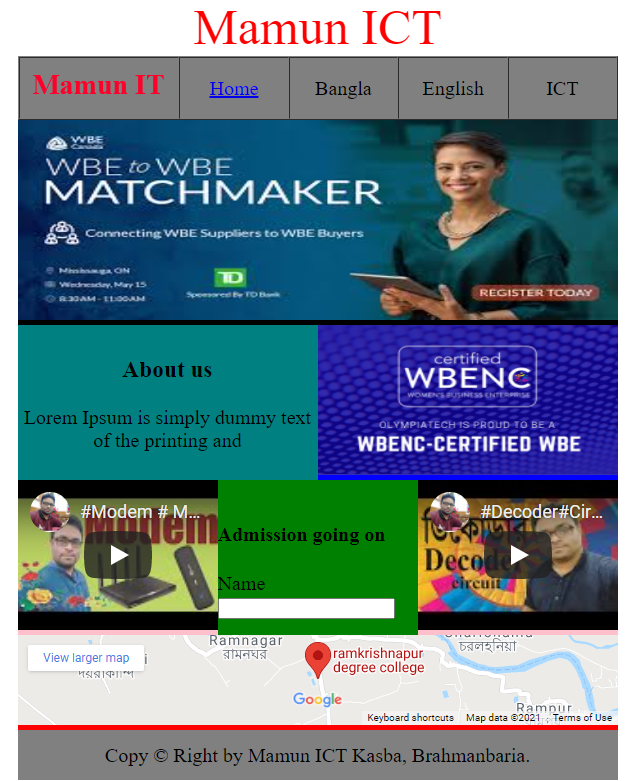 Mamun ICT
Mamun IT
Home
Bangla
English
ICT
WBE
Canada
WBE to WBE
MATCHMAKER
Connecting WBE Suppliers to WBE Buyers
Mississauga, ON
Wednesday, May 15
8:30AM - 11:00AM
TD
Sponsored By TD Bank
REGISTER TODAY
About us
Lorem Ipsum is simply dummy text
of the printing and
certified
WBENC
WOMEN'S BUSINESS ENTERPRISE
OLYMPIATECH IS PROUD TO BE A
WBENC-CERTIFIED WBE
#Modem # M...
Modem
Admission going on
Name
#Decoder#Cir...
ডিকোডার
Decoder
circuit
Ramnagar
রামনঘর
চরলহনিয়া
View larger map
ramkrishnapur
degree college
Google
Rampur
Keyboard shortcuts
Map data ©2021
Terms of Use
Copy © Right by Mamun ICT Kasba, Brahmanbaria.